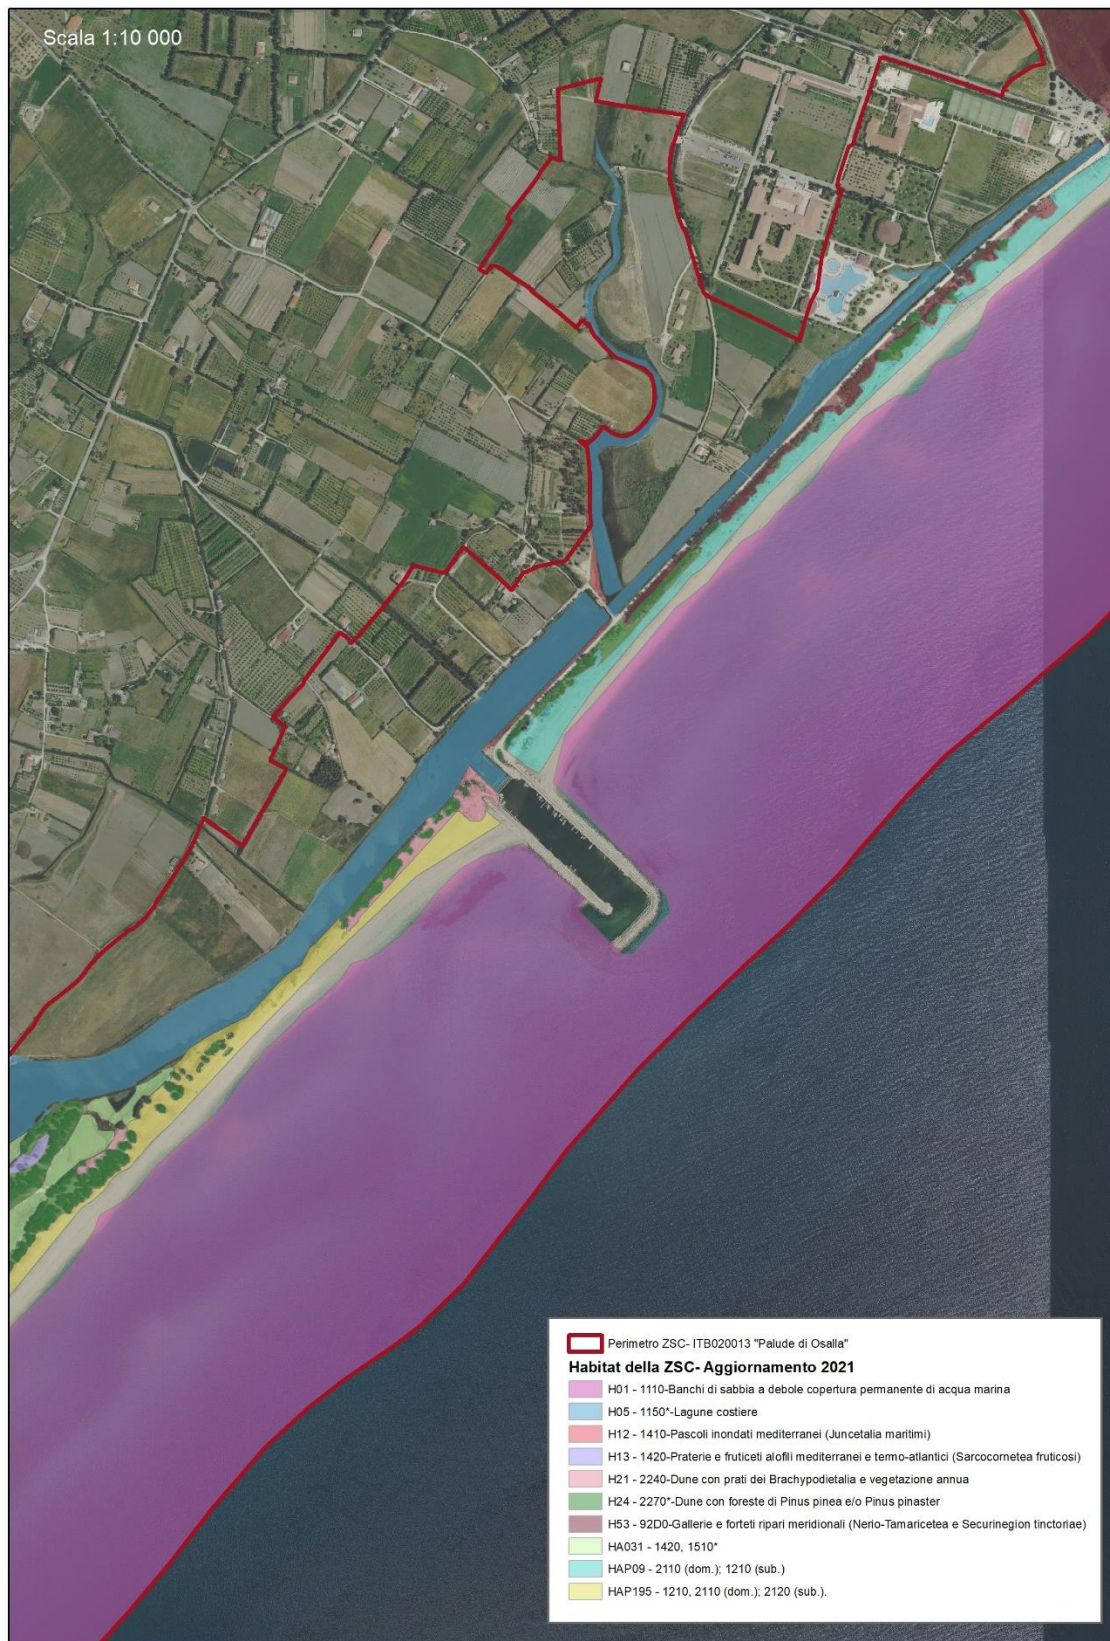 Scala 1:10 000
Perimetro ZSC- ITB020013 "Palude di Osalla"
Habitat della ZSC- Aggiornamento 2021
H01 - 1110-Banchi di sabbia a debole copertura permanente di acqua marina
H05 - 1150*-Lagune costiere
H12 - 1410-Pascoli inondati mediterranei (Juncetalia maritimi)
H13 - 1420-Praterie e fruticeti alofili mediterranei e termo-atlantici (Sarcocornetea fruticosi)
H21 - 2240-Dune con prati dei Brachypodietalia e vegetazione annua
H24 - 2270*-Dune con foreste di Pinus pinea e/o Pinus pinaster
H53 - 92D0-Gallerie e forteti ripari meridionali (Nerio-Tamaricetea e Securinegion tinctoriae)
HA031 - 1420, 1510*
HAP09 - 2110 (dom.); 1210 (sub.)
HAP195 - 1210, 2110 (dom.); 2120 (sub.).